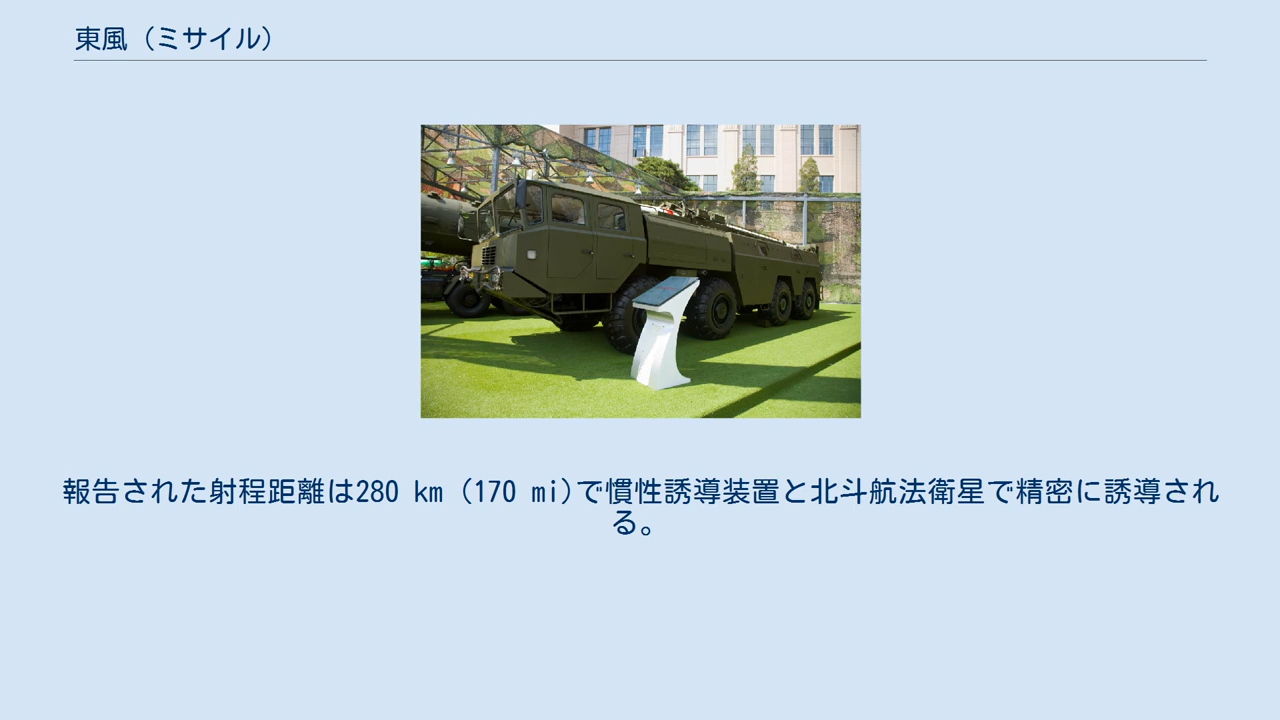 東風（ミサイル）
報告された射程距離は280 km (170 mi)で慣性誘導装置と北斗航法衛星で精密に誘導され
る。